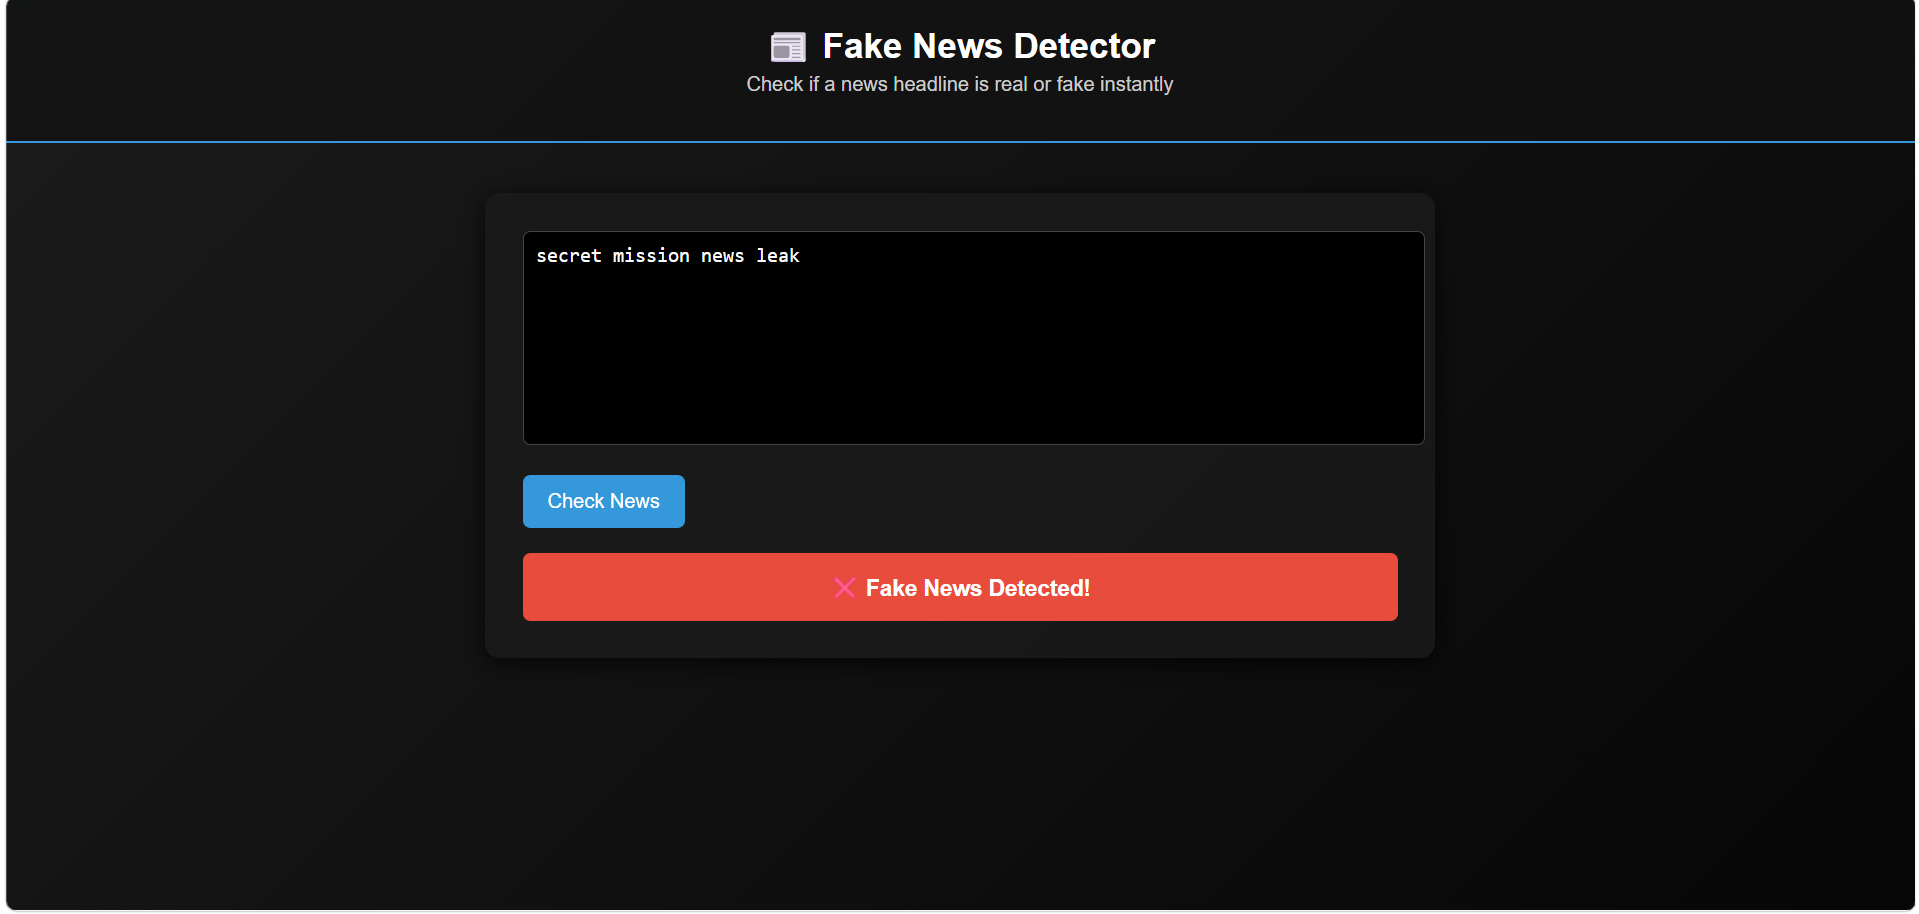 Fake News Detector
Check if a news headline is real or fake instantly
secret mission news leak
Check News
Fake News Detected!